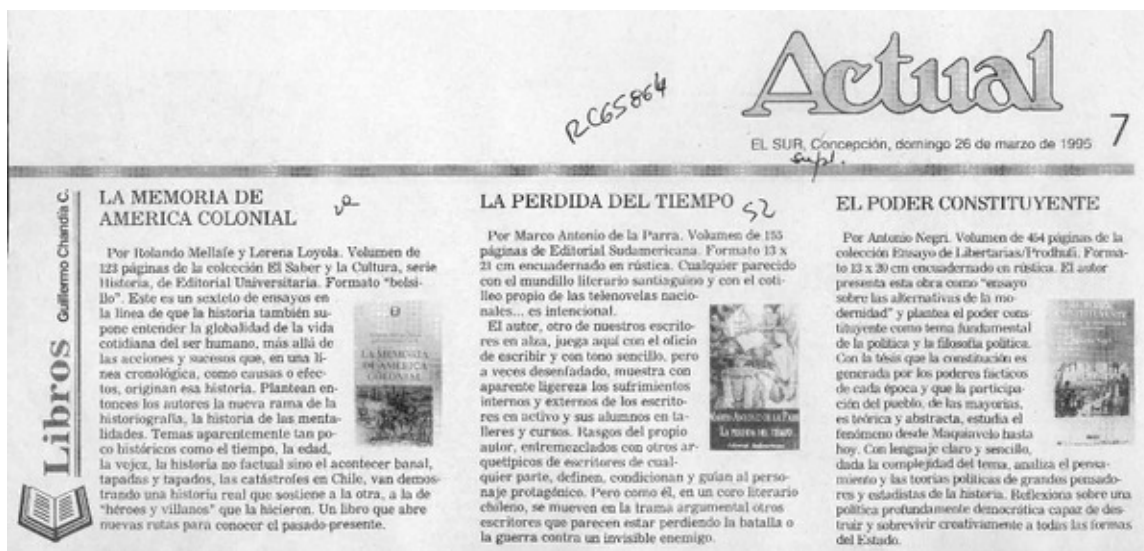 RC65864
Actual
EL SUR, Concepción, domingo 26 de marzo de 1995
7
supl.
Libros Guillermo Chandía C.
LA MEMORIA DE
AMERICA COLONIAL
Por Rolando Mellafe y Lorena Loyola. Volumen de
123 páginas de la colección El Saber y la Cultura, serie
Historia, de Editorial Universitaria. Formato "bolsi-
llo". Este es un sexteto de ensayos en
la línea de que la historia también su-
pone entender la globalidad de la vida
cotidiana del ser humano, más allá de
las acciones y sucesos que, en una lí-
nea cronológica, como causas o efec-
tos, originan esa historia. Plantean en-
tonces los autores la nueva rama de la
historiografía, la historia de las menta-
lidades. Temas aparentemente tan po-
co históricos como el tiempo, la edad,
la vejez, la historia no factual sino el acontecer banal,
tapadas y tapados, las catástrofes en Chile, van demos-
trando una historia real que sostiene a la otra, a la de
"héroes y villanos" que la hicieron. Un libro que abre
nuevas rutas para conocer el pasado-presente.
LA MEMORIA
DE AMERICA
COLONIAL
LA PERDIDA DEL TIEMPO
52
Por Marco Antonio de la Parra. Volumen de 155
páginas de Editorial Sudamericana. Formato 13 x
21 cm encuadernado en rústica. Cualquier parecido
con el mundillo literario santiaguino y con el coti-
lleo propio de las telenovelas nacio-
nales... es intencional.
El autor, otro de nuestros escrito-
res en alza, juega aquí con el oficio
de escribir y con tono sencillo, pero
a veces desenfadado, muestra con
aparente ligereza los sufrimientos
internos y externos de los escrito-
res en activo y sus alumnos en ta-
lleres y cursos. Rasgos del propio
autor, entremezclados con otros ar-
quetípicos de escritores de cual-
quier parte, definen, condicionan y guían al perso-
naje protagónico. Pero como él, en un coro literario
chileno, se mueven en la trama argumental otros
escritores que parecen estar perdiendo la batalla o
la guerra contra un invisible enemigo.
MARCO ANTONIO DE LA PARRA
LA PERDIDA DEL TIEMPO
EL PODER CONSTITUYENTE
Por Antonio Negri. Volumen de 464 páginas de la
colección Ensayo de Libertarias/Prodhufi. Forma-
to 13 x 20 cm encuadernado en rústica. El autor
presenta esta obra como "ensayo
sobre las alternativas de la mo-
dernidad" y plantea el poder cons-
tituyente como tema fundamental
de la política y la filosofía política.
Con la tésis que la constitución es
generada por los poderes fácticos
de cada época y que la participa-
ción del pueblo, de las mayorías,
es teórica y abstracta, estudia el
fenómeno desde Maquiavelo hasta
hoy. Con lenguaje claro y sencillo,
dada la complejidad del tema, analiza el pensa-
miento y las teorías políticas de grandes pensado-
res y estadistas de la historia. Reflexiona sobre una
política profundamente democrática capaz de des-
truir y sobrevivir creativamente a todas las formas
del Estado.